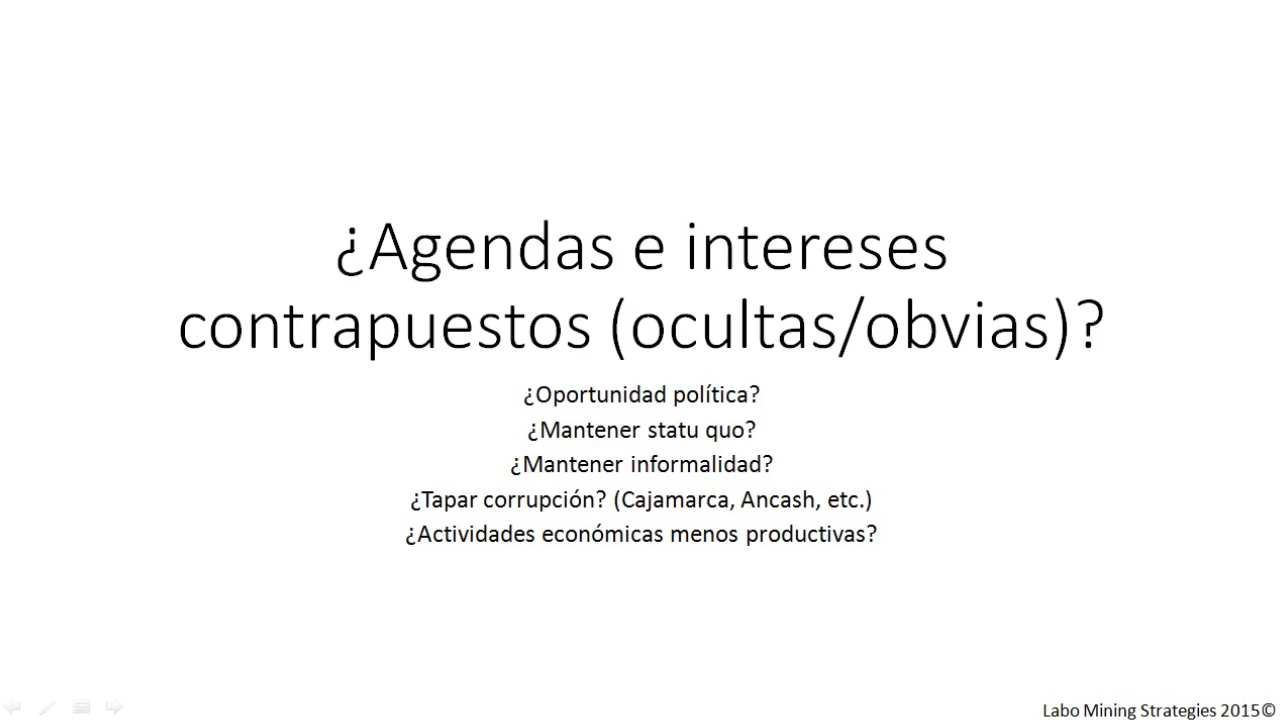 ¿Agendas e intereses
contrapuestos (ocultas/obvias)?
¿Oportunidad política?
¿Mantener statu quo?
¿Mantener informalidad?
¿Tapar corrupción? (Cajamarca, Ancash, etc.)
¿Actividades económicas menos productivas?
Labo Mining Strategies 2015©